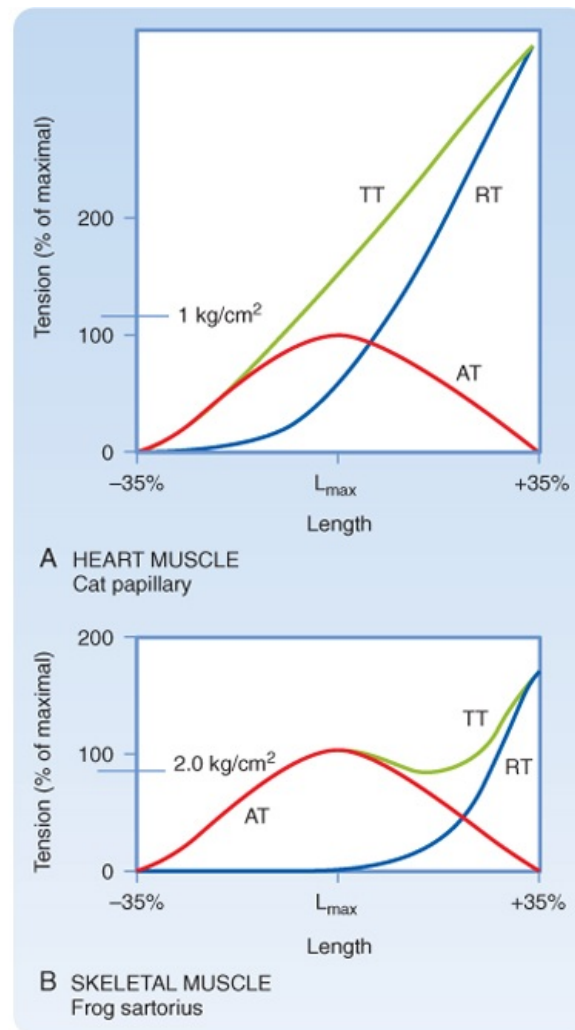 Tension (% of maximal)
200
100
0
1 kg/cm²
TT
RT
AT
–35%
Lmax
+35%
Length
A HEART MUSCLE
Cat papillary
Tension (% of maximal)
200
100
0
2.0 kg/cm²
TT
RT
AT
–35%
Lmax
+35%
Length
B SKELETAL MUSCLE
Frog sartorius